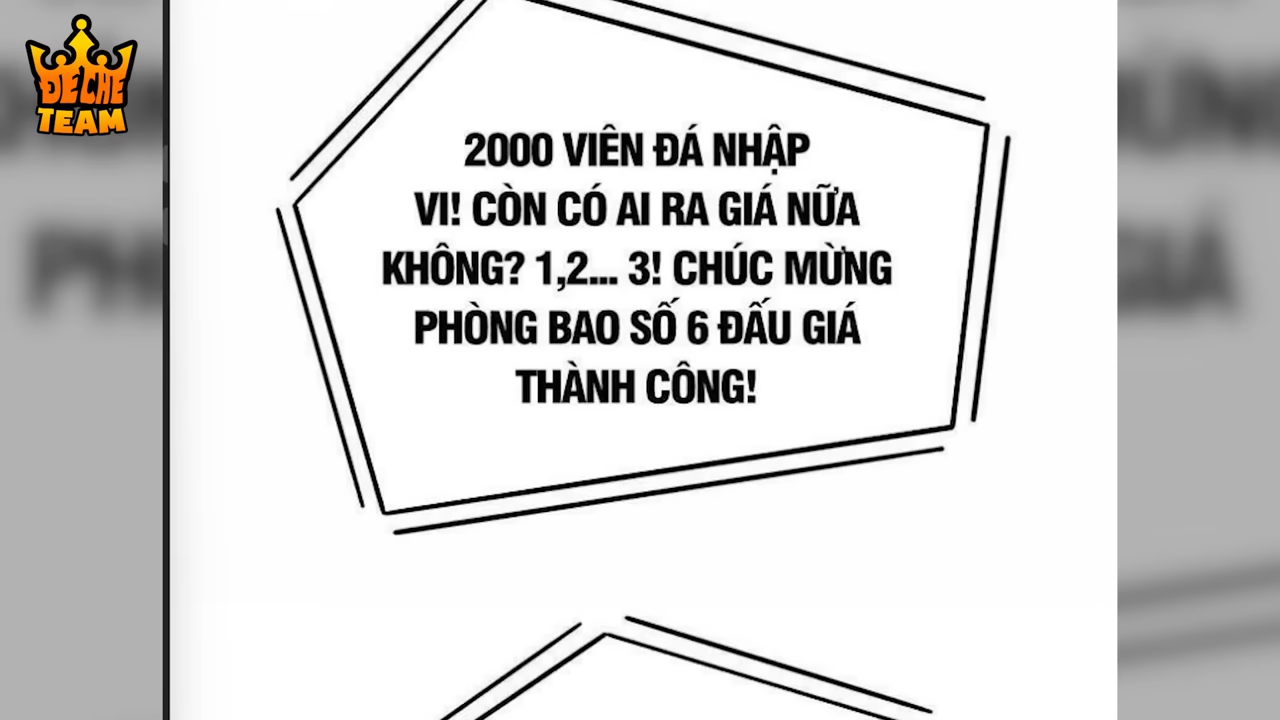 ĐẾ CHẾ
TEAM
2000 VIÊN ĐÁ NHẬP
VI! CÒN CÓ AI RA GIÁ NỮA
KHÔNG? 1,2... 3! CHÚC MỪNG
PHÒNG BAO SỐ 6 ĐẤU GIÁ
THÀNH CÔNG!